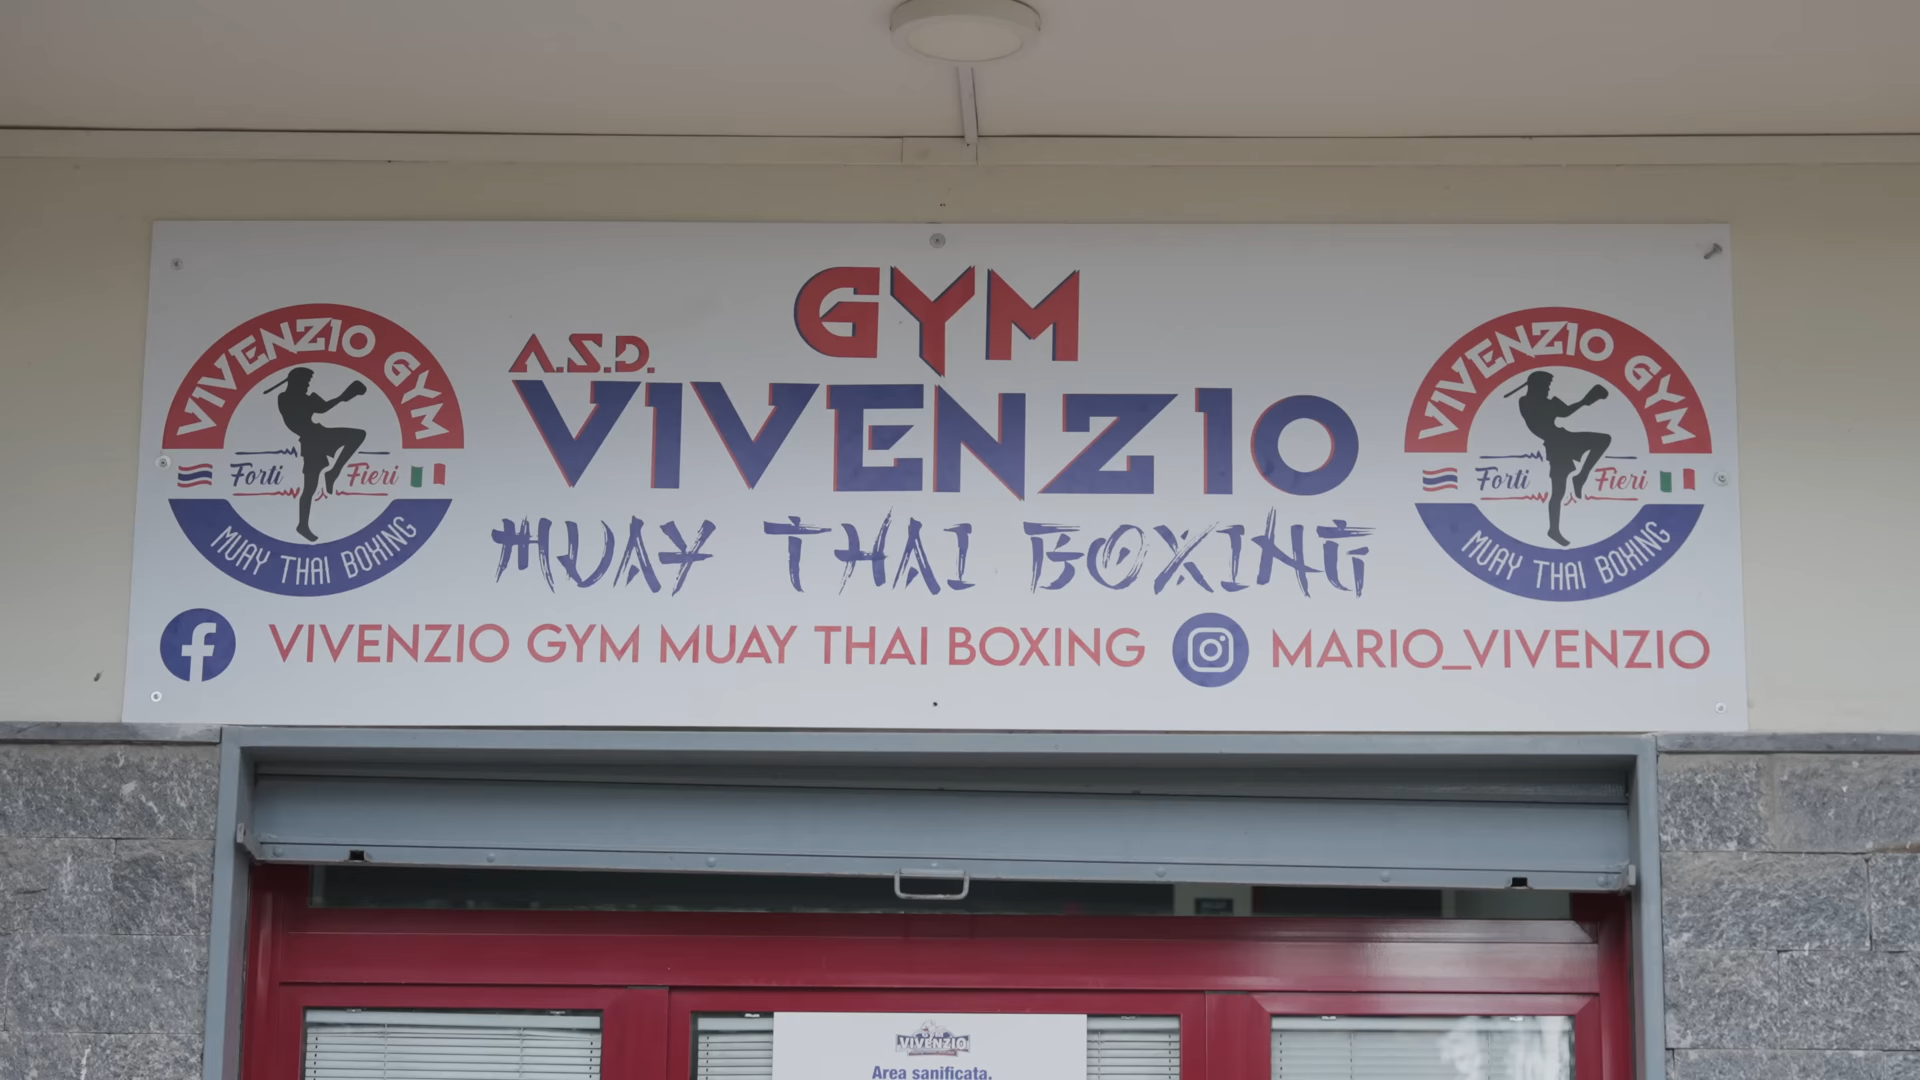 GYM
A.S.D.
VIVENZIO
MUAY THAI BOXING
VIVENZIO GYM
Forti Fieri
MUAY THAI BOXING
VIVENZIO GYM
Forti Fieri
MUAY THAI BOXING
VIVENZIO GYM MUAY THAI BOXING
MARIO_VIVENZIO
GYM
VIVENZIO
Area sanificata.